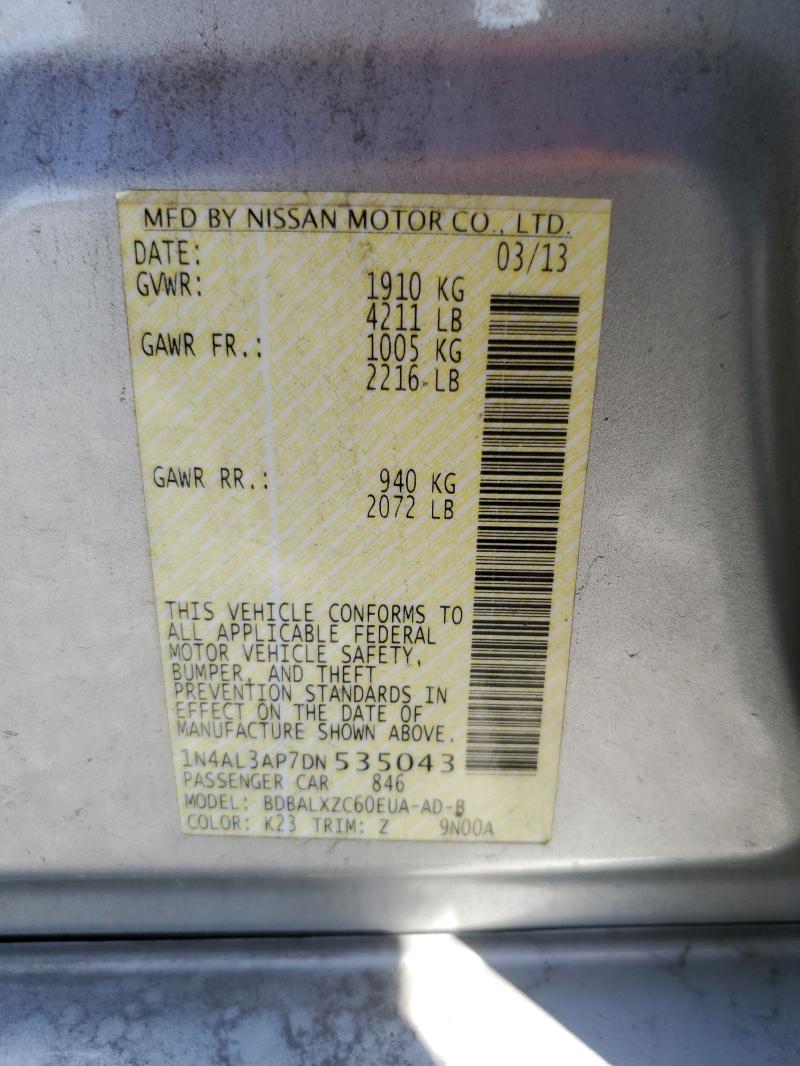 MFD BY NISSAN MOTOR CO., LTD.
DATE: 03/13
GVWR: 1910 KG
4211 LB
GAWR FR.: 1005 KG
2216 LB
GAWR RR.: 940 KG
2072 LB
THIS VEHICLE CONFORMS TO
ALL APPLICABLE FEDERAL
MOTOR VEHICLE SAFETY,
BUMPER, AND THEFT
PREVENTION STANDARDS IN
EFFECT ON THE DATE OF
MANUFACTURE SHOWN ABOVE.
1N4AL3AP7DN 535043
PASSENGER CAR 846
MODEL: BDBALXZC60EUA-AD-B
COLOR: K23 TRIM: Z 9N00A